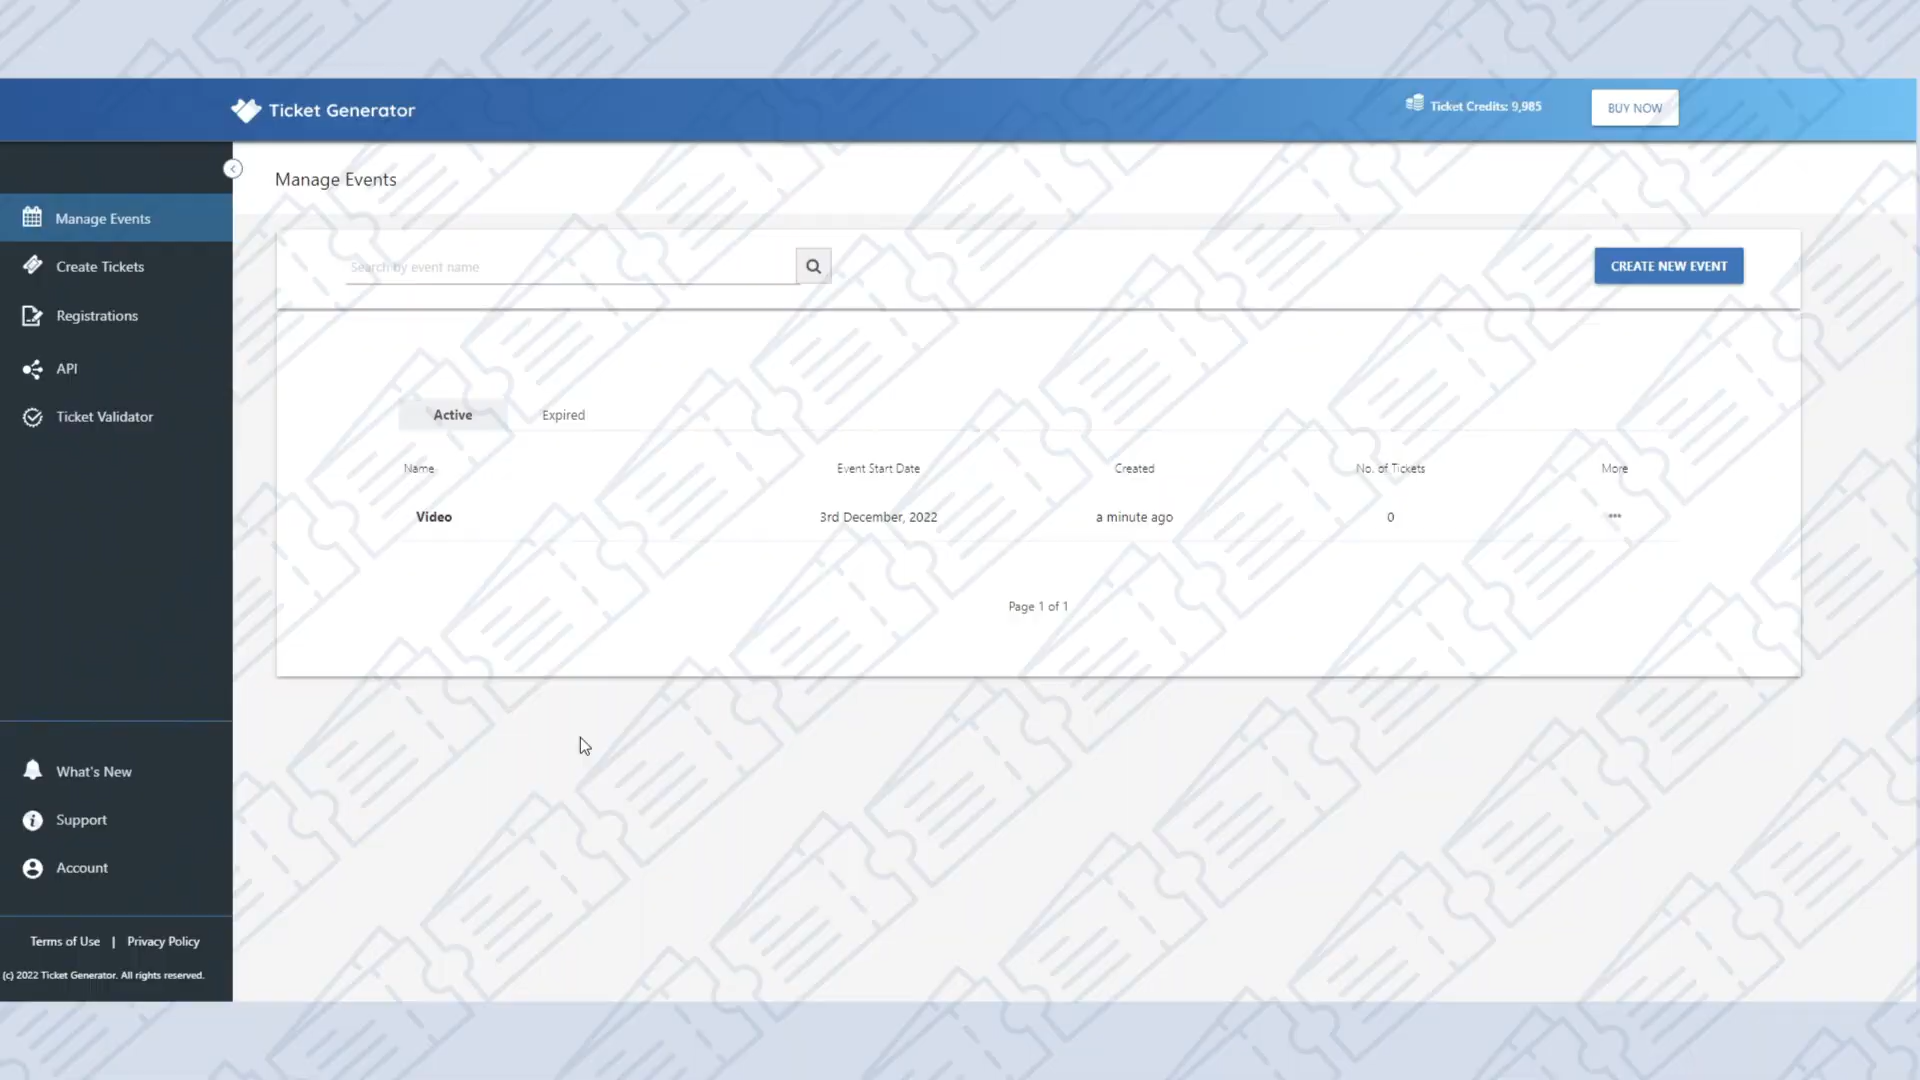 Ticket Generator
Ticket Credits: 9,985
BUY NOW
Manage Events
Create Tickets
Registrations
API
Ticket Validator
What's New
Support
Account
Terms of Use | Privacy Policy
(c) 2022 Ticket Generator. All rights reserved.
Manage Events
Search by event name
CREATE NEW EVENT
Active Expired
Name Event Start Date Created No. of Tickets More
Video 3rd December, 2022 a minute ago 0 •••
Page 1 of 1